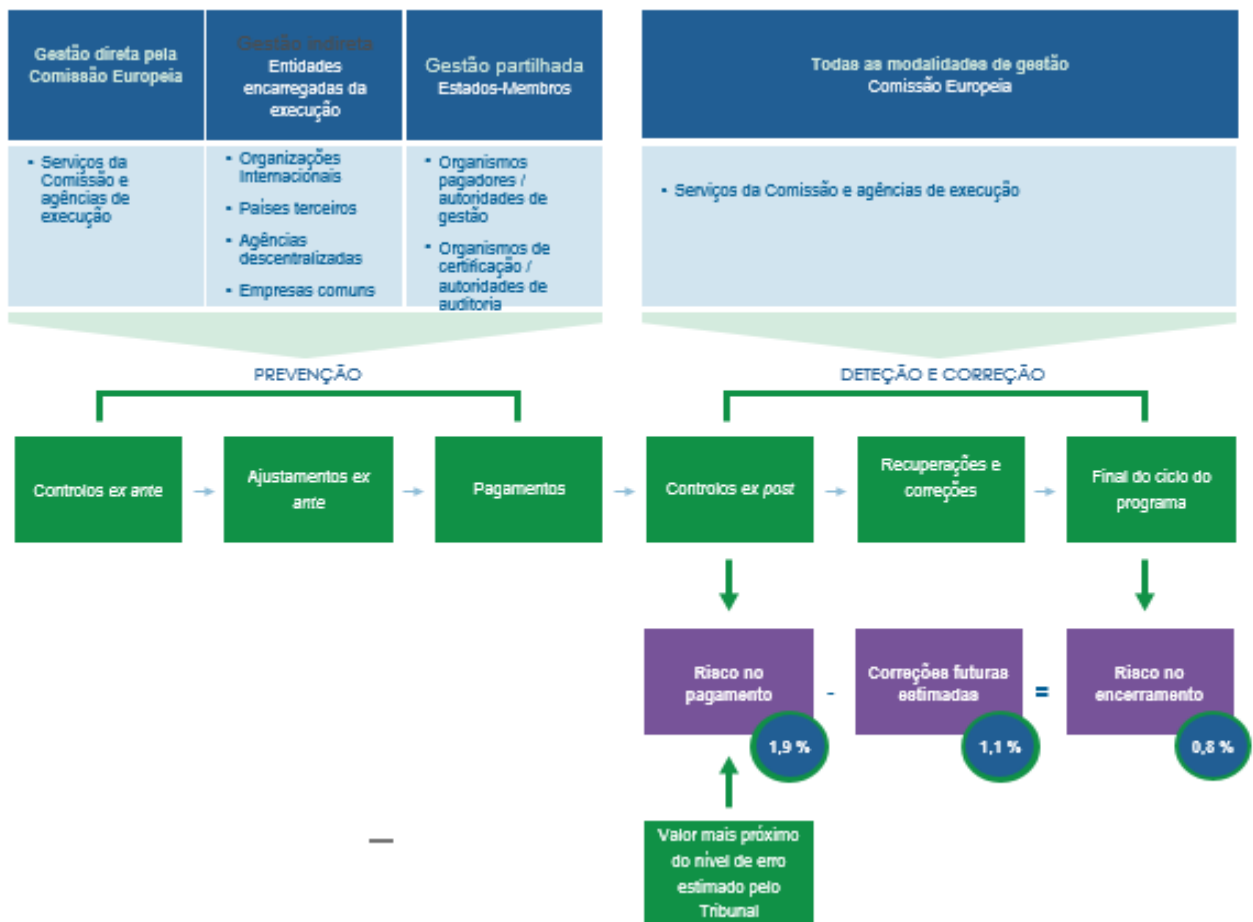 Gestão direta pela
Comissão Europeia
Gestão indireta
Entidades
encarregadas da
execução
Gestão partilhada
Estados-Membros
Todas as modalidades de gestão
Comissão Europeia
▪ Serviços da
Comissão e
agências de
execução
▪ Organizações
Internacionais
▪ Países terceiros
▪ Agências
descentralizadas
▪ Empresas comuns
▪ Organismos
pagadores /
autoridades de
gestão
▪ Organismos de
certificação /
autoridades de
auditoria
▪ Serviços da Comissão e agências de execução
PREVENÇÃO
DETEÇÃO E CORREÇÃO
Controlos ex ante
Ajustamentos ex
ante
Pagamentos
Controlos ex post
Recuperações e
correções
Final do ciclo do
programa
Risco no
pagamento
1,9 %
-
Correções futuras
estimadas
1,1 %
=
Risco no
encerramento
0,8 %
Valor mais próximo
do nível de erro
estimado pelo
Tribunal